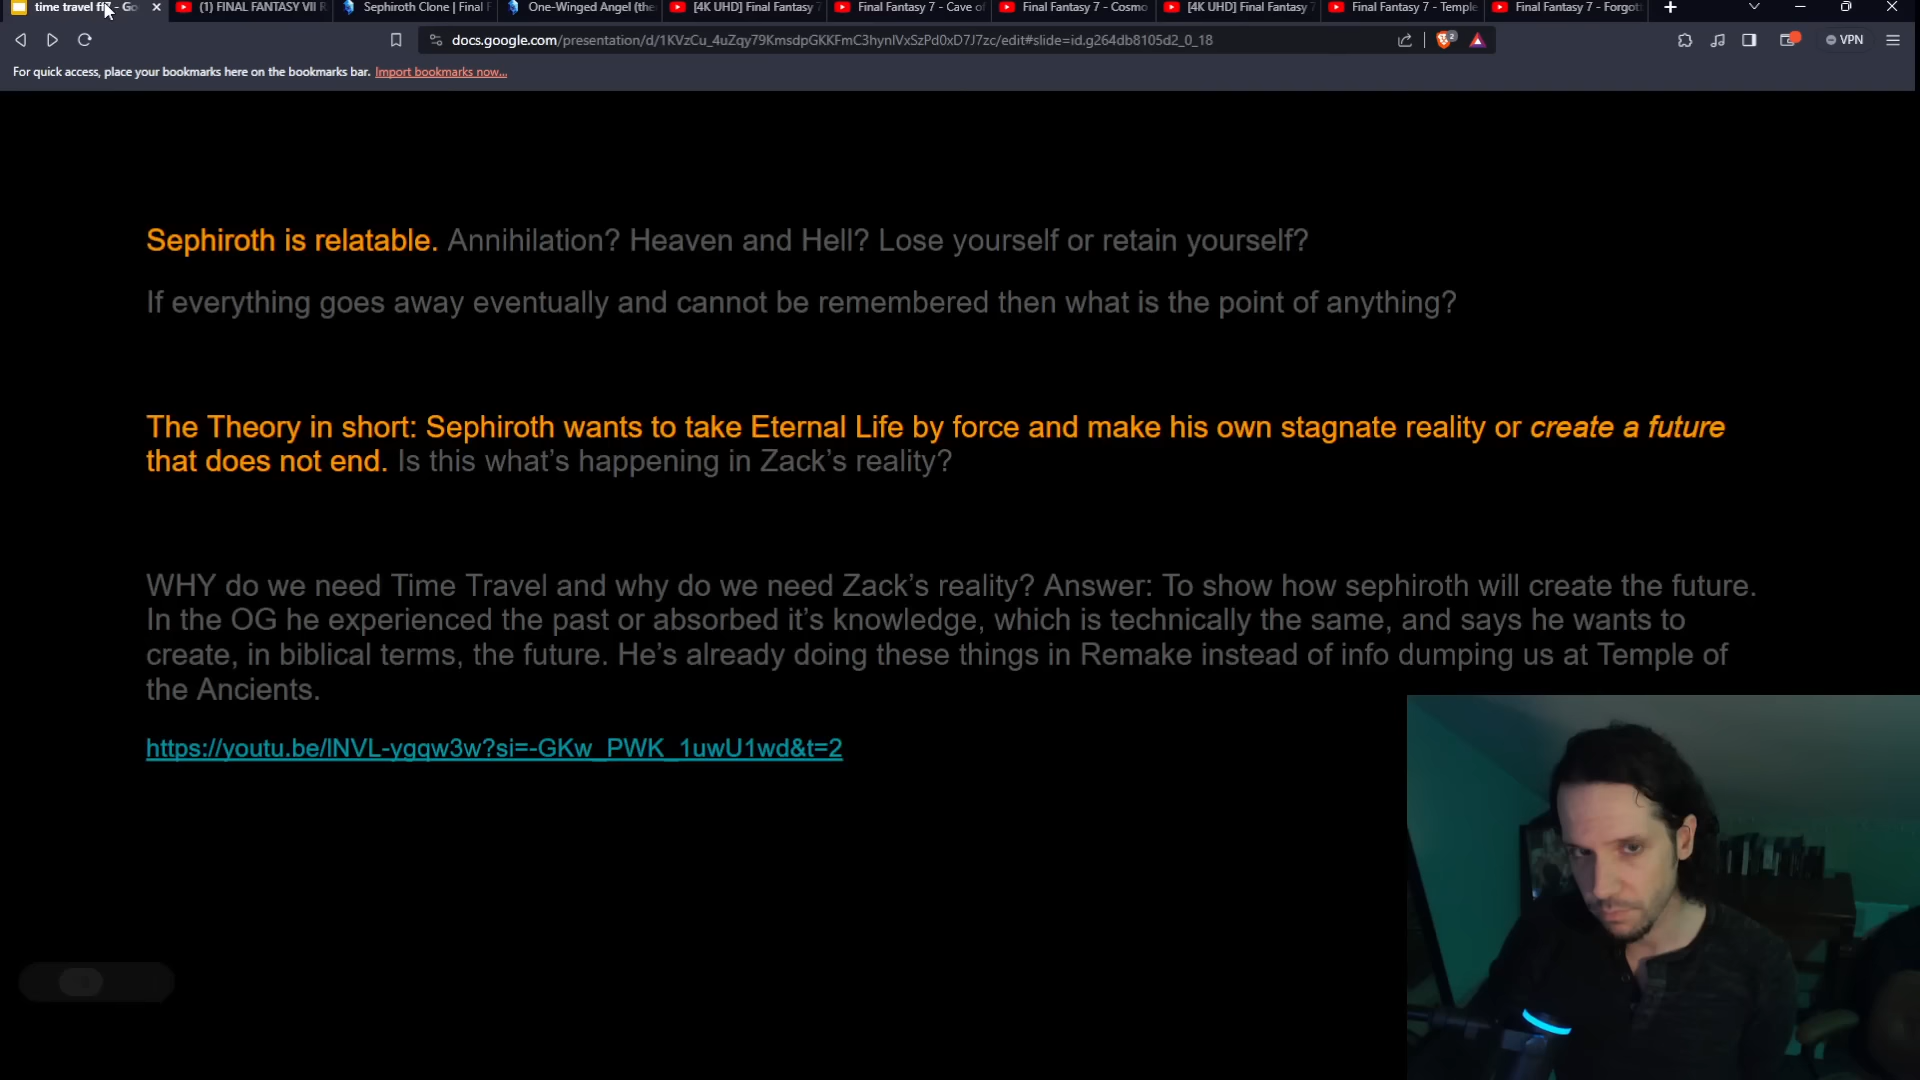 time travel ff7 - Go
(1) FINAL FANTASY VII R
Sephiroth Clone | Final F
One-Winged Angel (the
[4K UHD] Final Fantasy 7
Final Fantasy 7 - Cave of
Final Fantasy 7 - Cosmo
[4K UHD] Final Fantasy 7
Final Fantasy 7 - Temple
Final Fantasy 7 - Forgott
docs.google.com/presentation/d/1KVzCu_4uZqy79KmsdpGKKFmC3hynIVxSzPd0xD7J7zc/edit#slide=id.g264db8105d2_0_18
2
VPN
For quick access, place your bookmarks here on the bookmarks bar. Import bookmarks now...
Sephiroth is relatable. Annihilation? Heaven and Hell? Lose yourself or retain yourself?
If everything goes away eventually and cannot be remembered then what is the point of anything?
The Theory in short: Sephiroth wants to take Eternal Life by force and make his own stagnate reality or create a future
that does not end. Is this what's happening in Zack's reality?
WHY do we need Time Travel and why do we need Zack's reality? Answer: To show how sephiroth will create the future.
In the OG he experienced the past or absorbed it's knowledge, which is technically the same, and says he wants to
create, in biblical terms, the future. He's already doing these things in Remake instead of info dumping us at Temple of
the Ancients.
https://youtu.be/lNVL-ygqw3w?si=-GKw_PWK_1uwU1wd&t=2